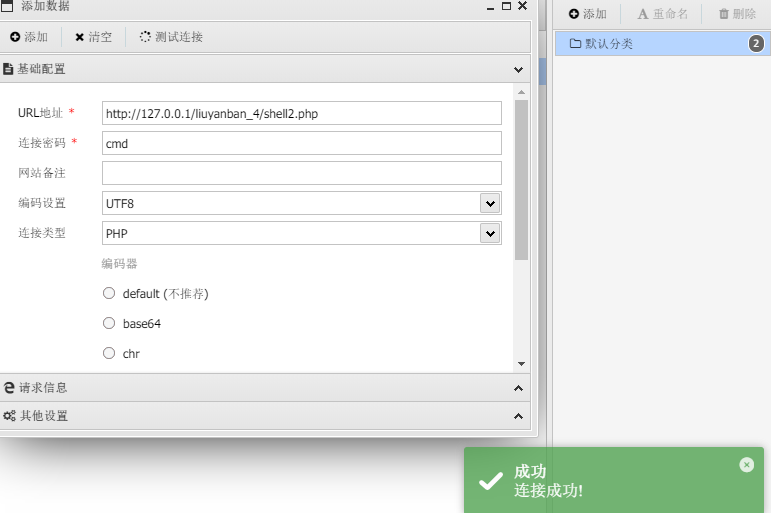 添加数据
添加 清空 测试连接
基础配置
URL地址 * http://127.0.0.1/liuyanban_4/shell2.php
连接密码 * cmd
网站备注
编码设置 UTF8
连接类型 PHP
编码器
default (不推荐)
base64
chr
请求信息
其他设置
添加 重命名 删除
默认分类 2
成功
连接成功!